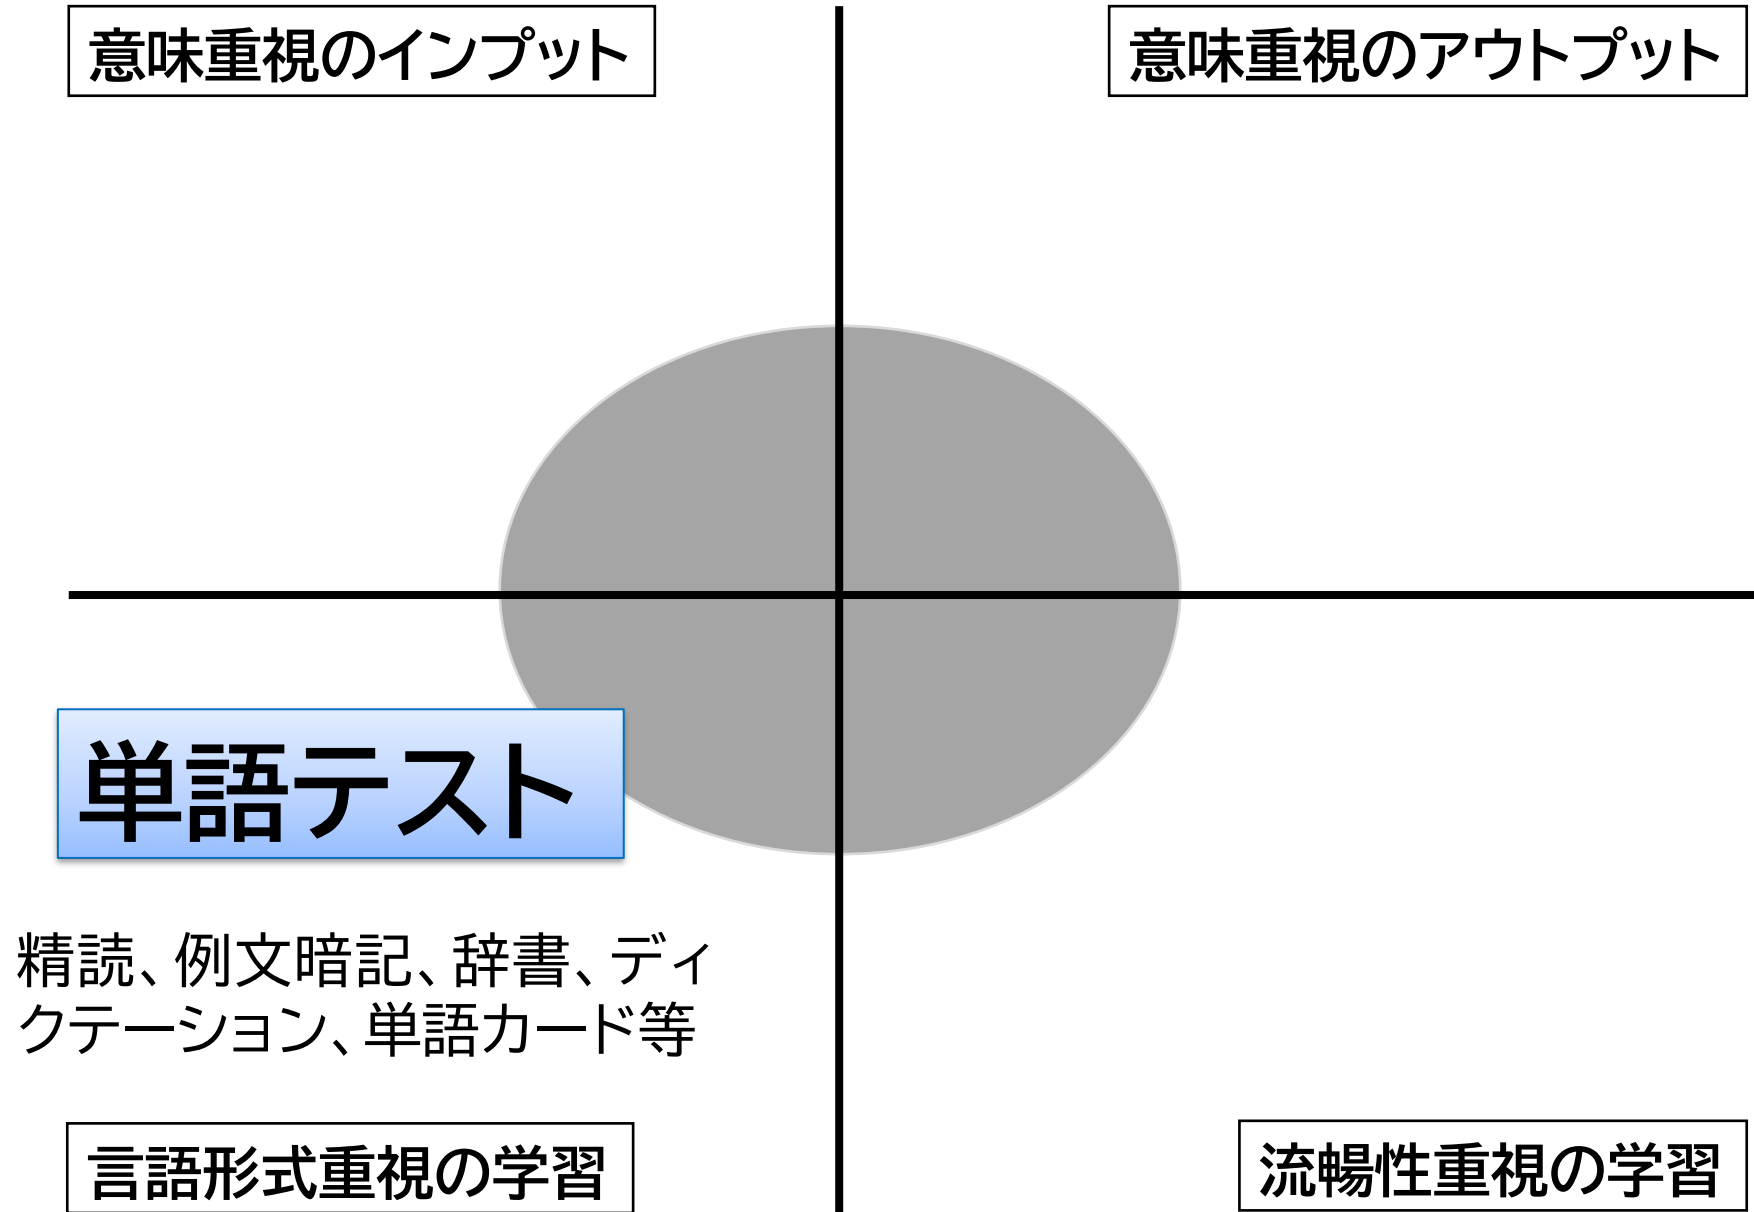 意味重視のインプット
意味重視のアウトプット
単語テスト
精読、例文暗記、辞書、ディ
クテーション、単語カード等
言語形式重視の学習
流暢性重視の学習